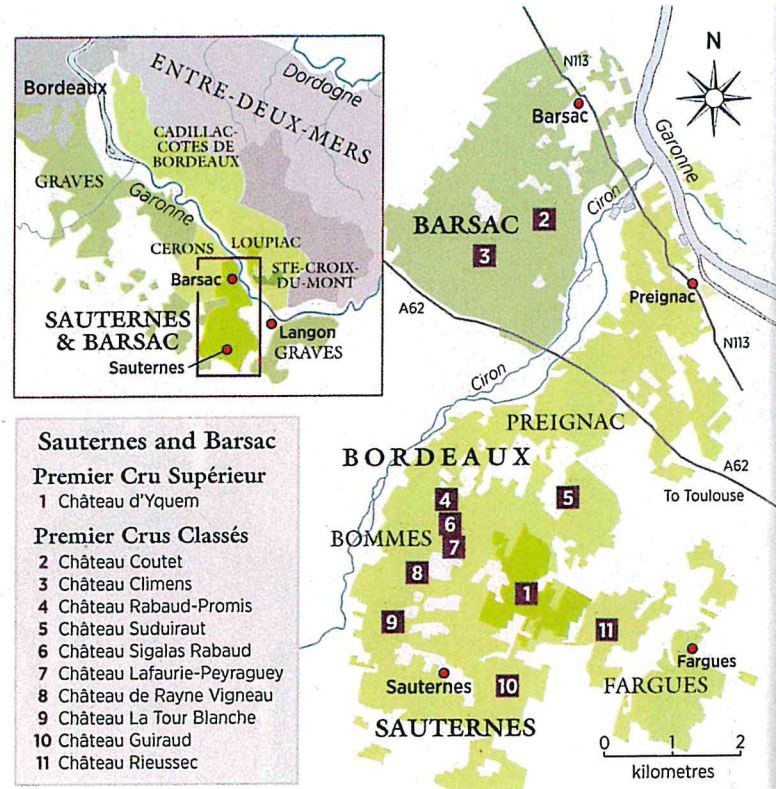 Bordeaux
ENTRE-DEUX-MERS
Dordogne
CADILLAC-
COTES DE
BORDEAUX
GRAVES
Garonne
CERONS
LOUPIAC
Barsac
STE-CROIX-
DU-MONT
SAUTERNES
& BARSAC
Langon
GRAVES
Sauternes
Sauternes and Barsac
Premier Cru Supérieur
1 Château d'Yquem
Premier Crus Classés
2 Château Coutet
3 Château Climens
4 Château Rabaud-Promis
5 Château Suduiraut
6 Château Sigalas Rabaud
7 Château Lafaurie-Peyraguey
8 Château de Rayne Vigneau
9 Château La Tour Blanche
10 Château Guiraud
11 Château Rieussec
N
N113
Barsac
Garonne
Ciron
BARSAC
2
3
Preignac
A62
N113
Ciron
PREIGNAC
BORDEAUX
A62
To Toulouse
4
5
6
BOMMES
7
8
1
9
11
Fargues
Sauternes
10
FARGUES
SAUTERNES
0 1 2
kilometres